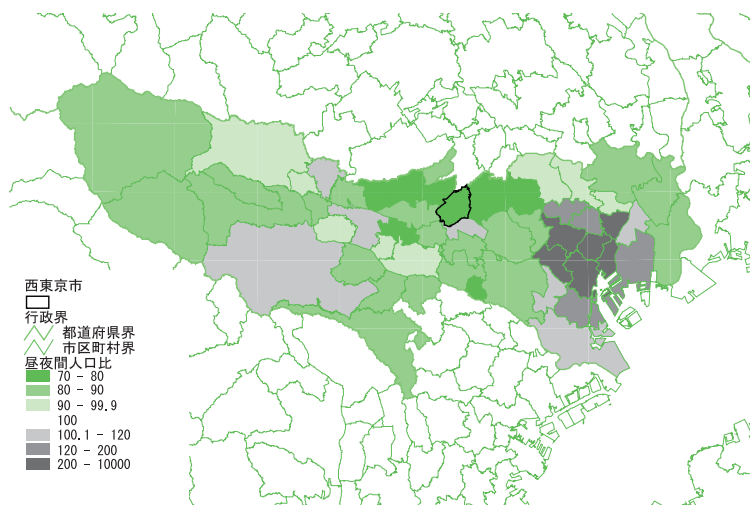 西東京市
行政界
都道府県界
市区町村界
昼夜間人口比
70 - 80
80 - 90
90 - 99.9
100
100.1 - 120
120 - 200
200 - 10000